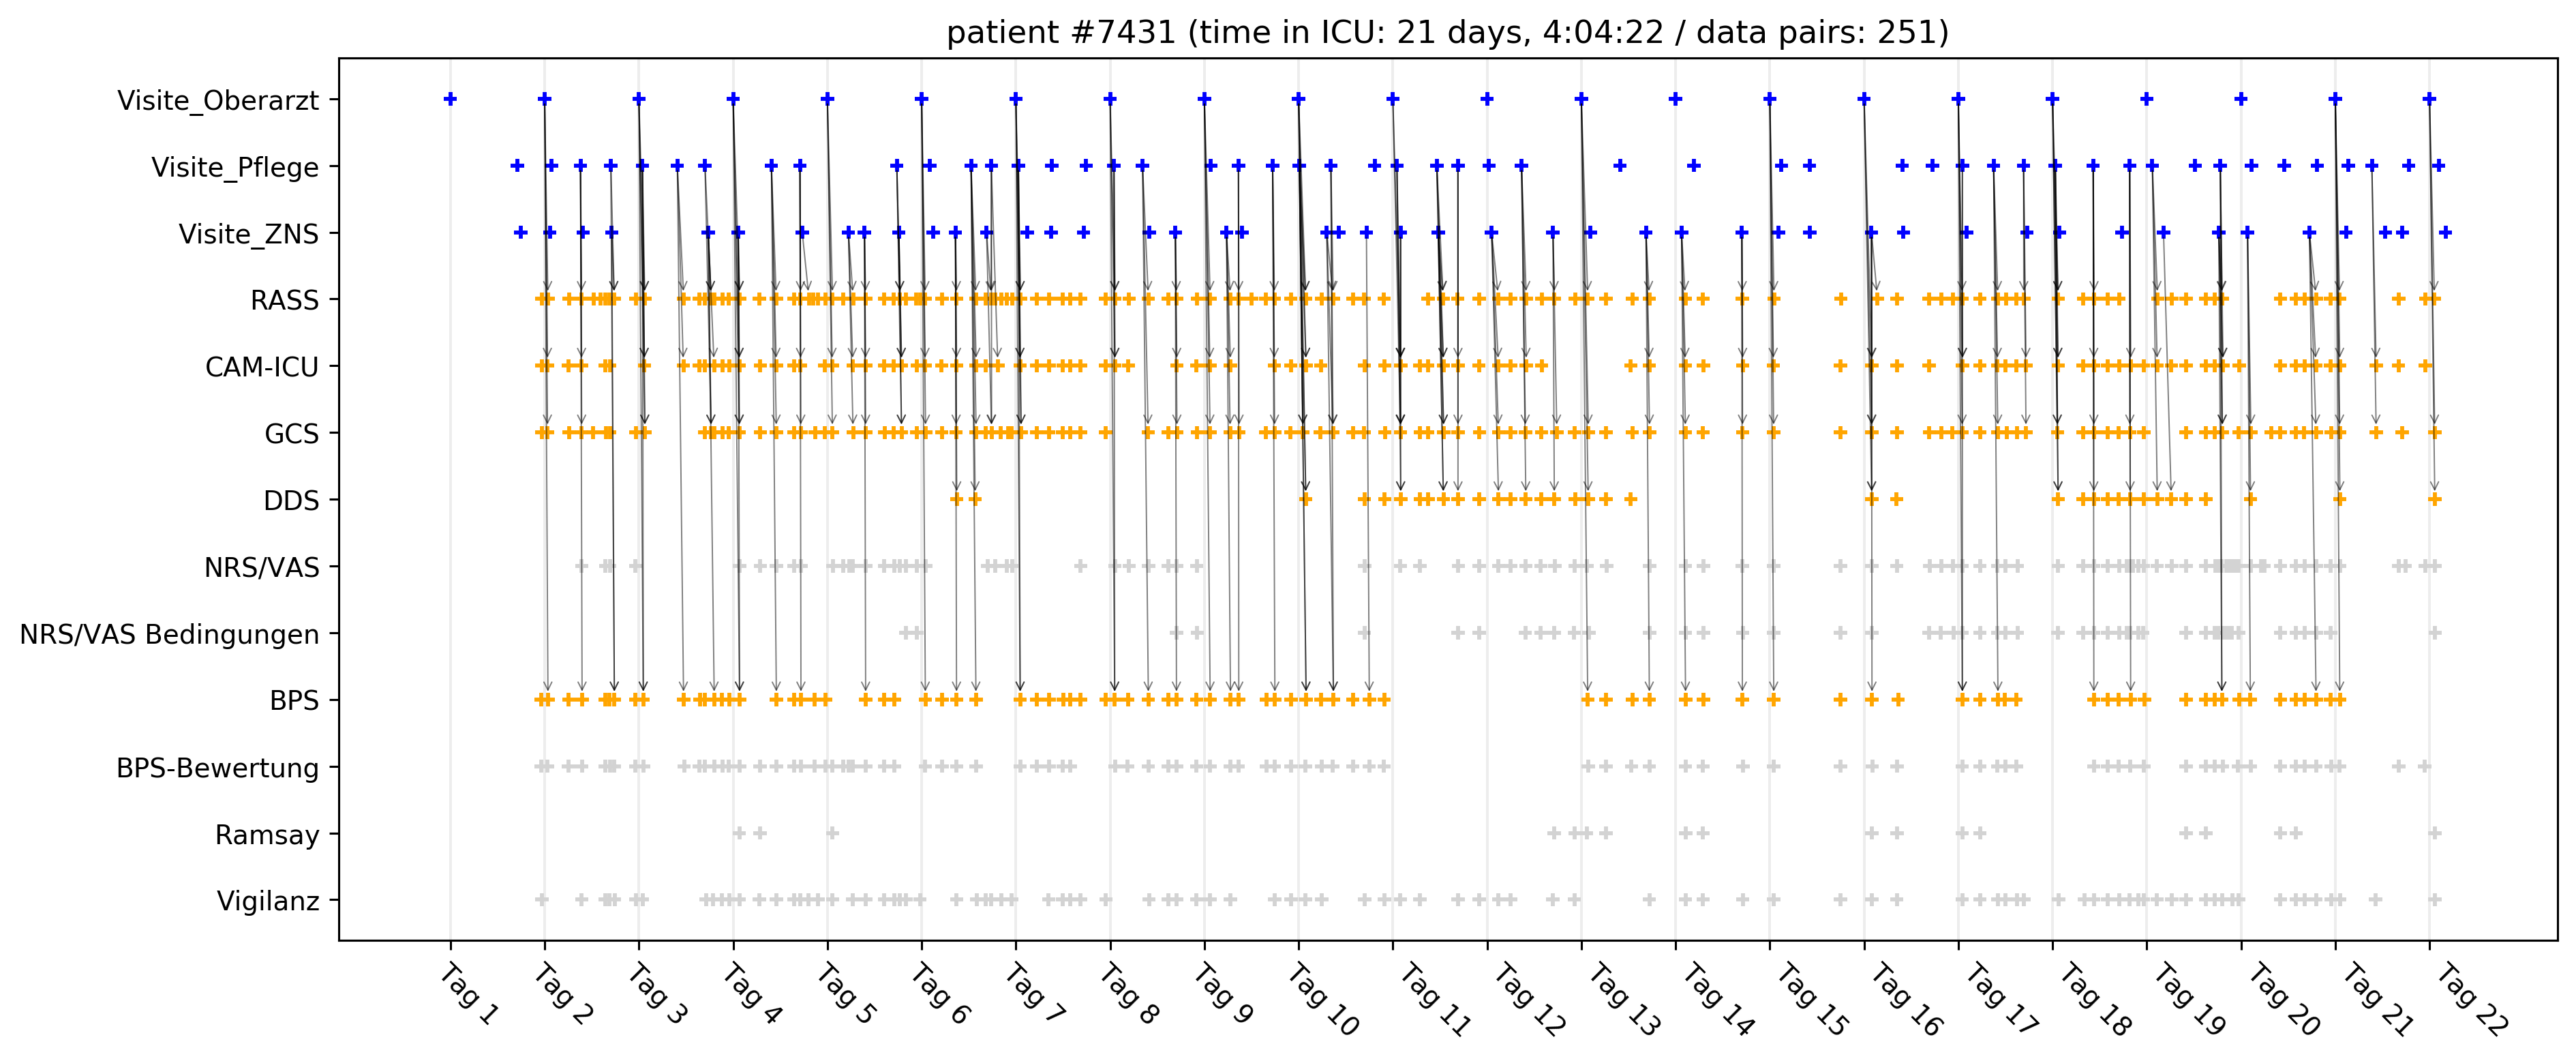 patient #7431 (time in ICU: 21 days, 4:04:22 / data pairs: 251)
Visite_Oberarzt
Visite_Pflege
Visite_ZNS
RASS
CAM-ICU
GCS
DDS
NRS/VAS
NRS/VAS Bedingungen
BPS
BPS-Bewertung
Ramsay
Vigilanz
Tag 1
Tag 2
Tag 3
Tag 4
Tag 5
Tag 6
Tag 7
Tag 8
Tag 9
Tag 10
Tag 11
Tag 12
Tag 13
Tag 14
Tag 15
Tag 16
Tag 17
Tag 18
Tag 19
Tag 20
Tag 21
Tag 22